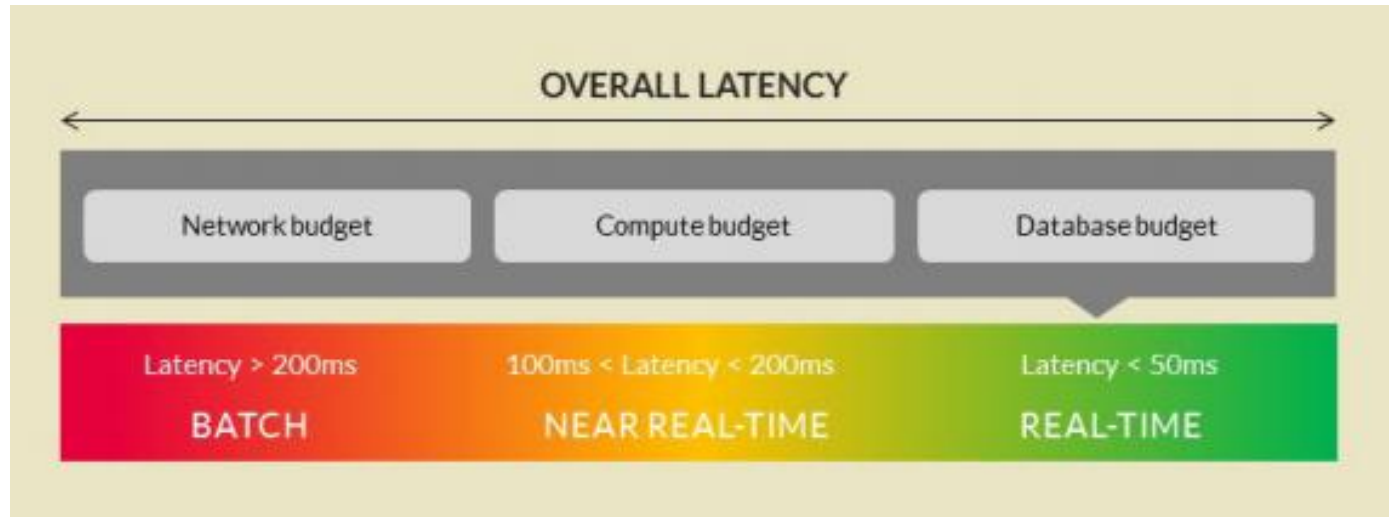 OVERALL LATENCY
Network budget
Compute budget
Database budget
Latency > 200ms
100ms < Latency < 200ms
Latency < 50ms
BATCH
NEAR REAL-TIME
REAL-TIME